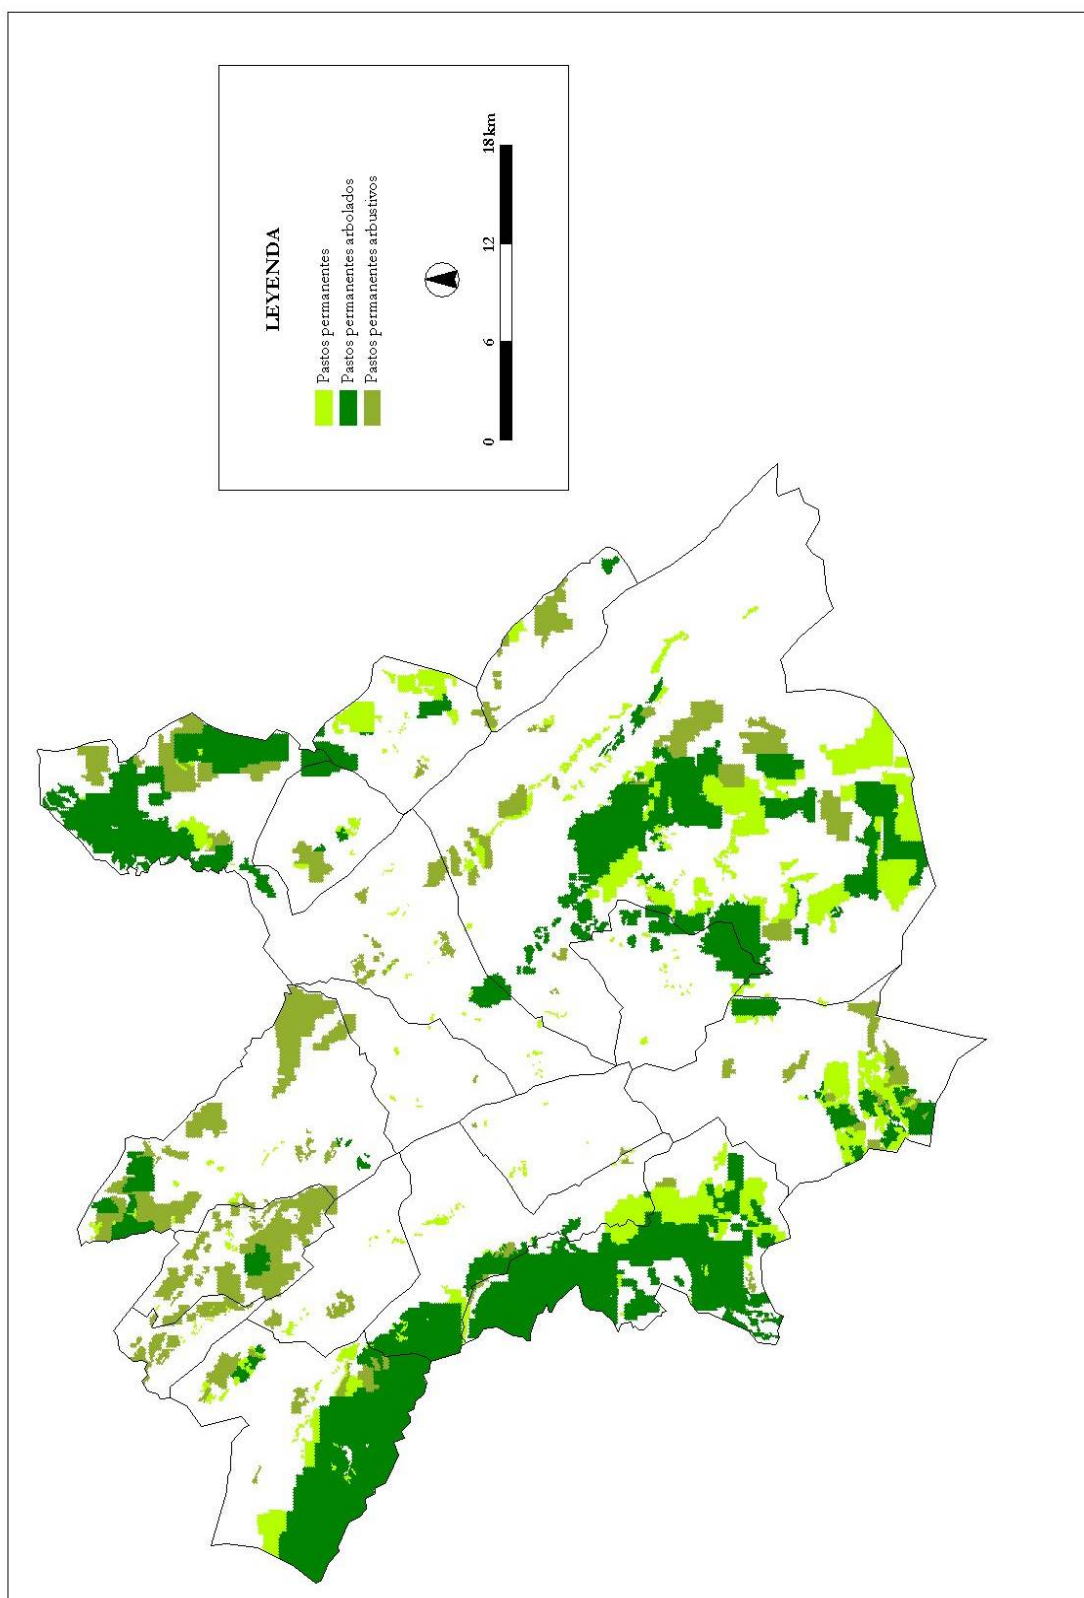 LEYENDA
Pastos permanentes
Pastos permanentes arbolados
Pastos permanentes arbustivos
0 6 12 18km